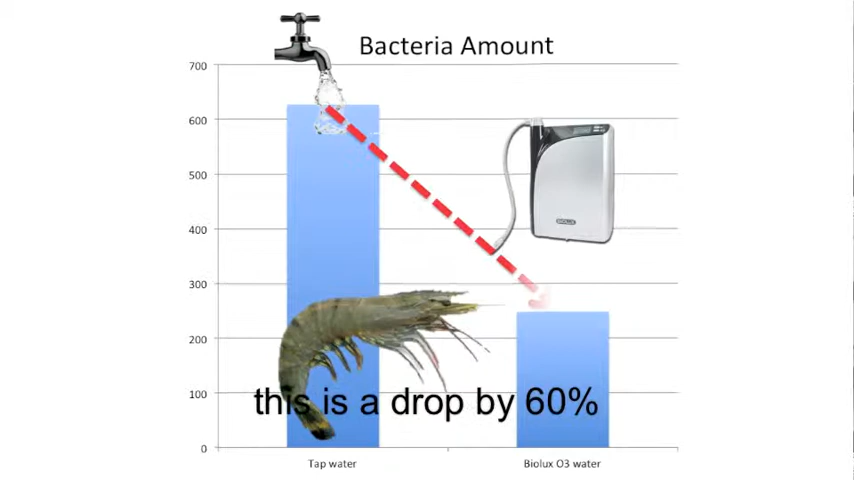 Bacteria Amount
700
600
500
400
300
200
100
0
this is a drop by 60%
Tap water
Biolux O3 water
BIOLUX